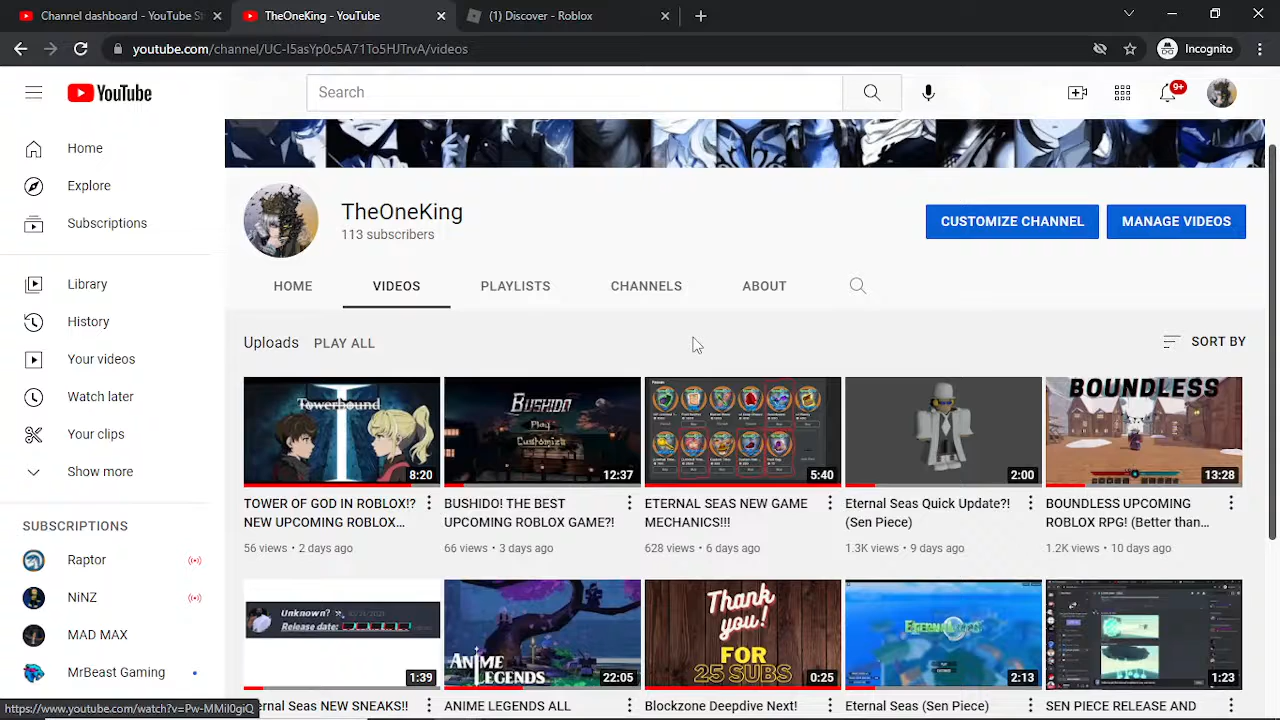 Channel dashboard - YouTube St
TheOneKing - YouTube
(1) Discover - Roblox
youtube.com/channel/UC-I5asYp0c5A71To5HJTrvA/videos
Incognito
YouTube
Search
9+
Home
Explore
Subscriptions
Library
History
Your videos
Watch later
Your clips
Show more
SUBSCRIPTIONS
Raptor
NiNZ
MAD MAX
MrBeast Gaming
https://www.youtube.com/watch?v=Pw-MMiI0giQ
TheOneKing
113 subscribers
CUSTOMIZE CHANNEL
MANAGE VIDEOS
HOME
VIDEOS
PLAYLISTS
CHANNELS
ABOUT
Uploads
PLAY ALL
SORT BY
Towerbound
8:20
BUSHIDO
Play
Customize
12:37
5:40
2:00
BOUNDLESS
13:28
TOWER OF GOD IN ROBLOX!?
NEW UPCOMING ROBLOX...
56 views • 2 days ago
BUSHIDO! THE BEST
UPCOMING ROBLOX GAME?!
66 views • 3 days ago
ETERNAL SEAS NEW GAME
MECHANICS!!!
628 views • 6 days ago
Eternal Seas Quick Update?!
(Sen Piece)
1.3K views • 9 days ago
BOUNDLESS UPCOMING
ROBLOX RPG! (Better than...
1.2K views • 10 days ago
Unknown?
Release date:
1:39
ANIME
LEGENDS
22:05
Thank
you!
FOR
25 SUBS
0:25
2:16
1:23
ernal Seas NEW SNEAKS!!
ANIME LEGENDS ALL
Blockzone Deepdive Next!
Eternal Seas (Sen Piece)
SEN PIECE RELEASE AND